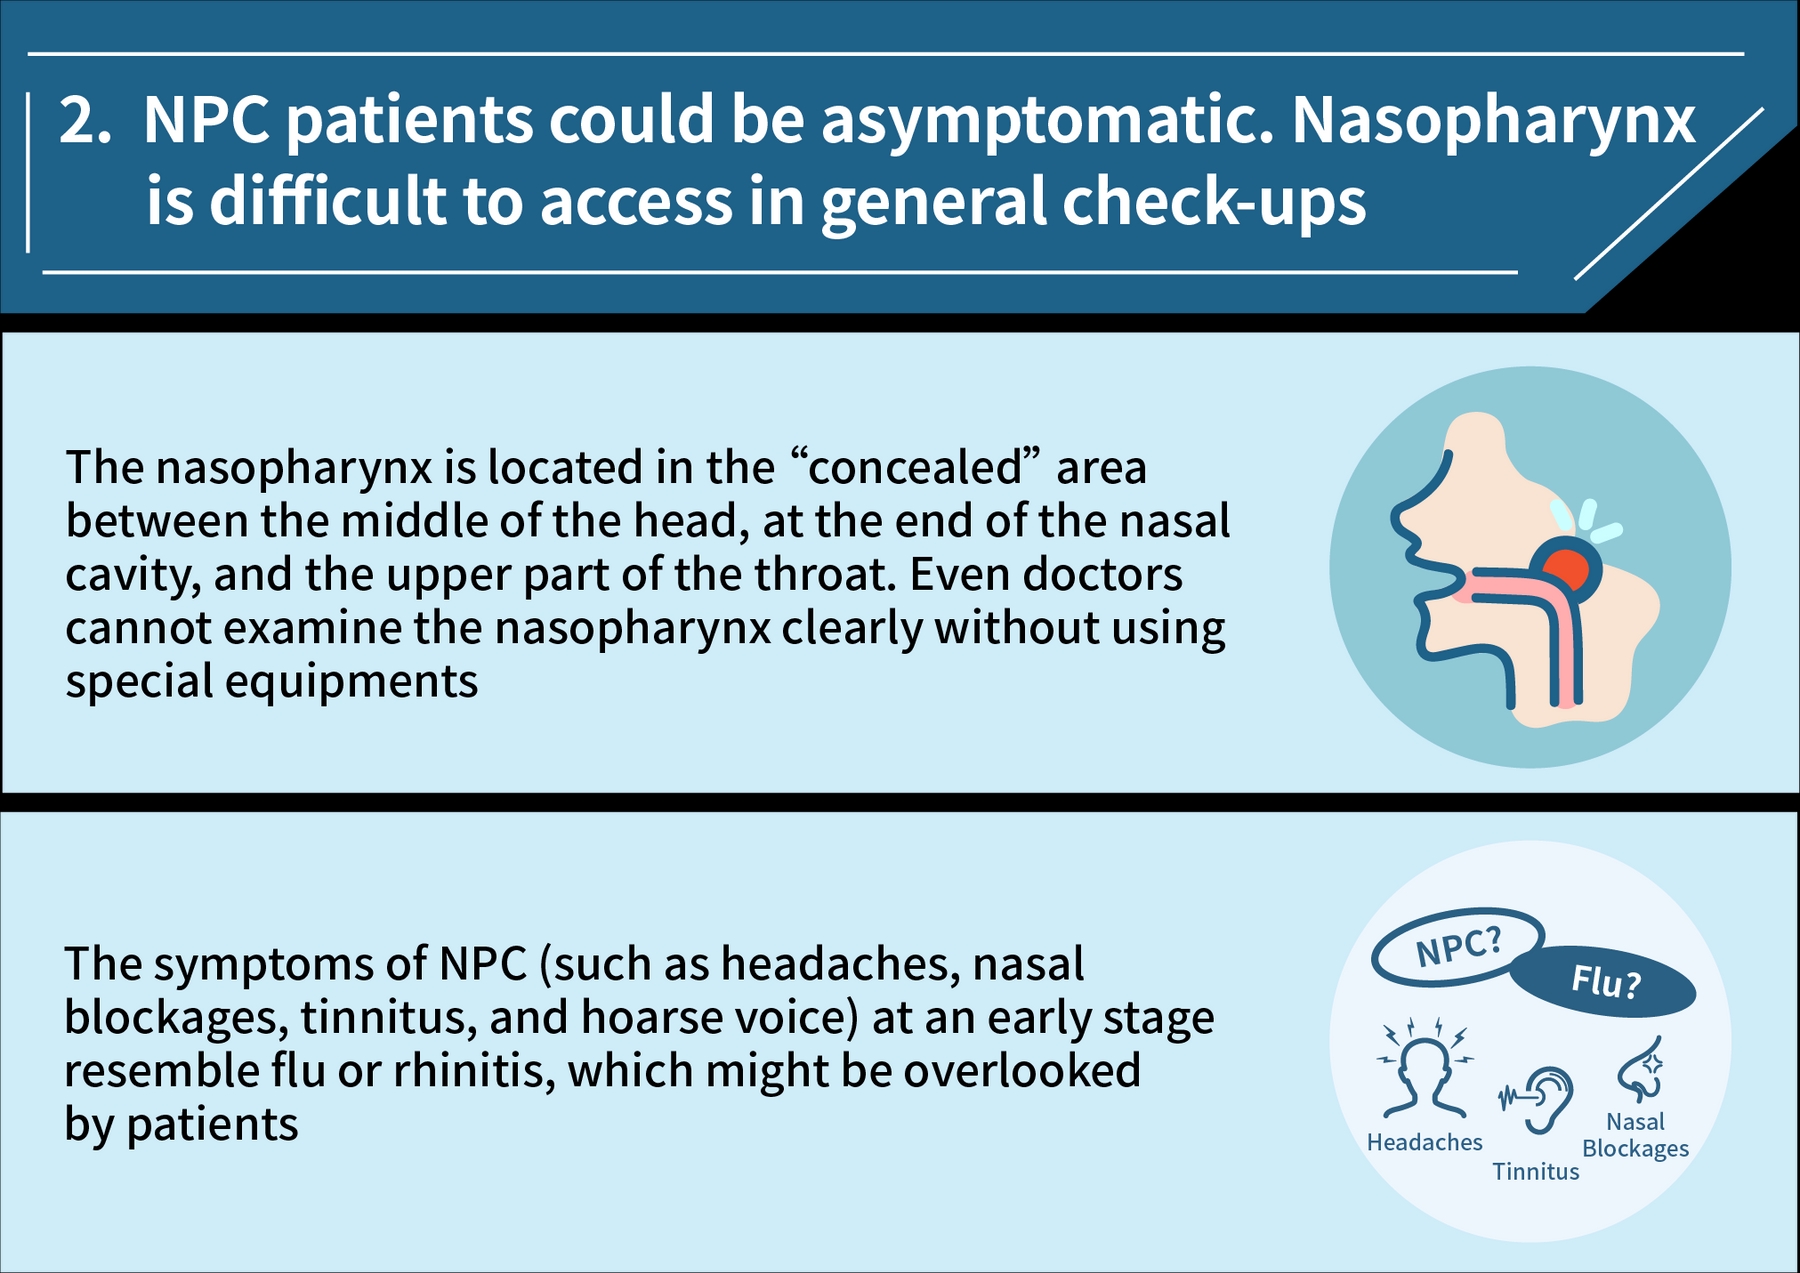 2. NPC patients could be asymptomatic. Nasopharynx
is difficult to access in general check-ups
The nasopharynx is located in the “concealed” area
between the middle of the head, at the end of the nasal
cavity, and the upper part of the throat. Even doctors
cannot examine the nasopharynx clearly without using
special equipments
The symptoms of NPC (such as headaches, nasal
blockages, tinnitus, and hoarse voice) at an early stage
resemble flu or rhinitis, which might be overlooked
by patients
NPC?
Flu?
Headaches
Tinnitus
Nasal
Blockages